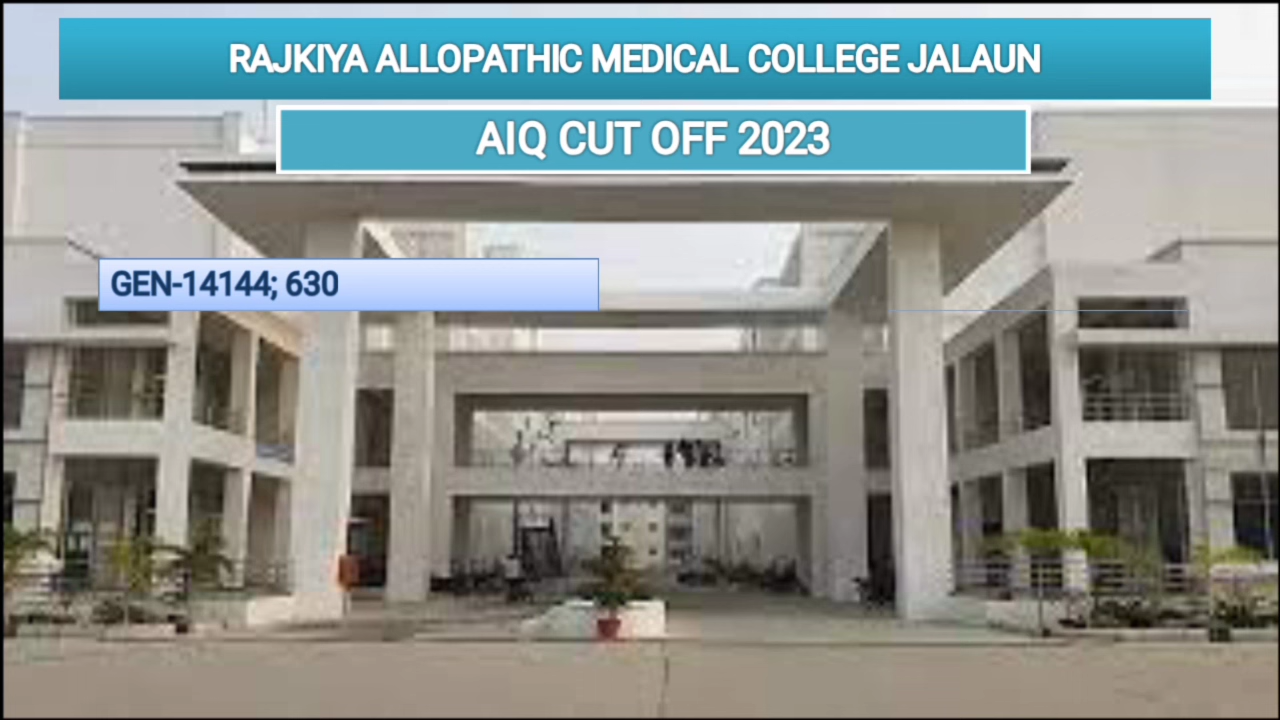 RAJKIYA ALLOPATHIC MEDICAL COLLEGE JALAUN
AIQ CUT OFF 2023
GEN-14144; 630